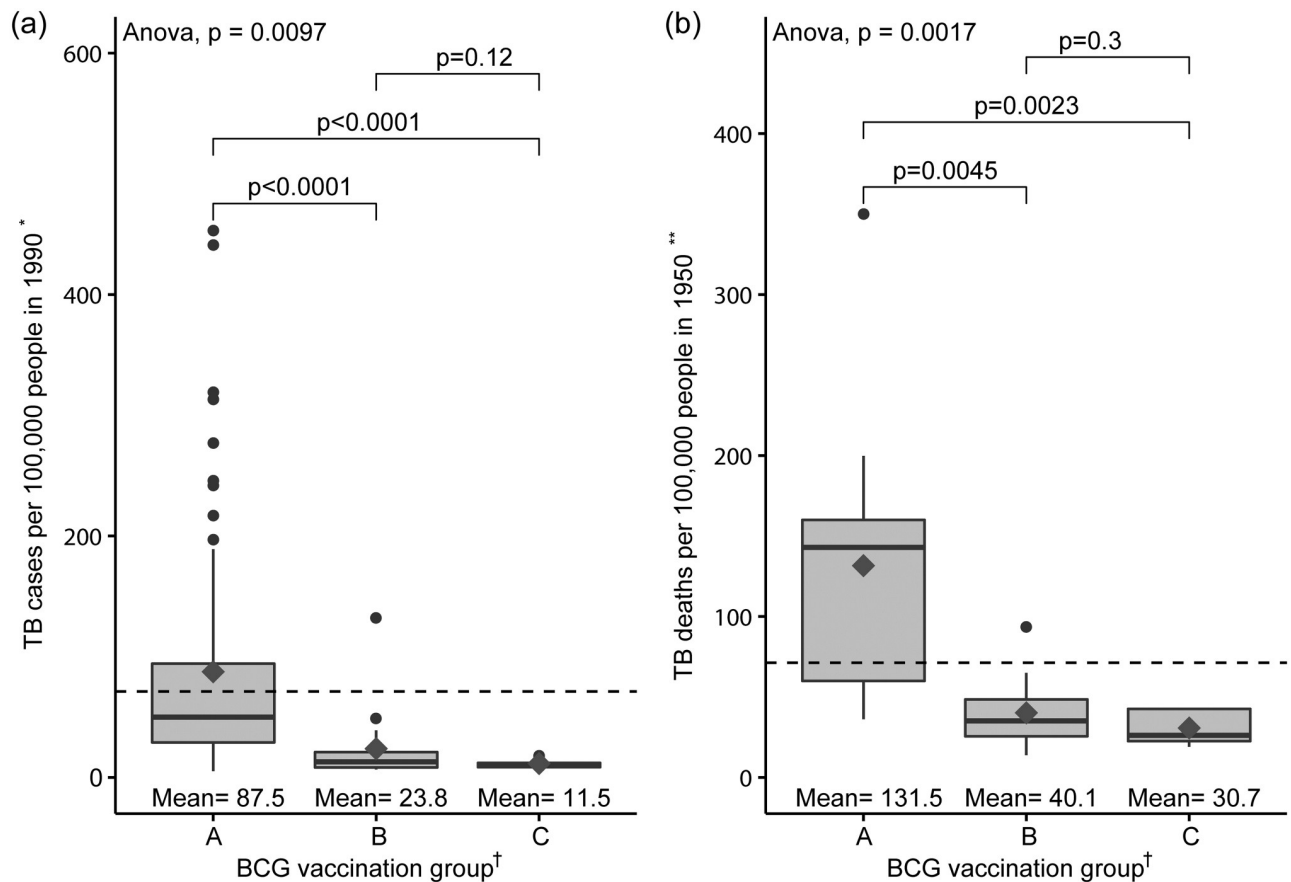 (a)
Anova, p = 0.0097
p=0.12
p<0.0001
p<0.0001
TB cases per 100,000 people in 1990 *
600
400
200
0
Mean= 87.5
Mean= 23.8
Mean= 11.5
A
B
C
BCG vaccination group†
(b)
Anova, p = 0.0017
p=0.3
p=0.0023
p=0.0045
TB deaths per 100,000 people in 1950 **
400
300
200
100
0
Mean= 131.5
Mean= 40.1
Mean= 30.7
A
B
C
BCG vaccination group†